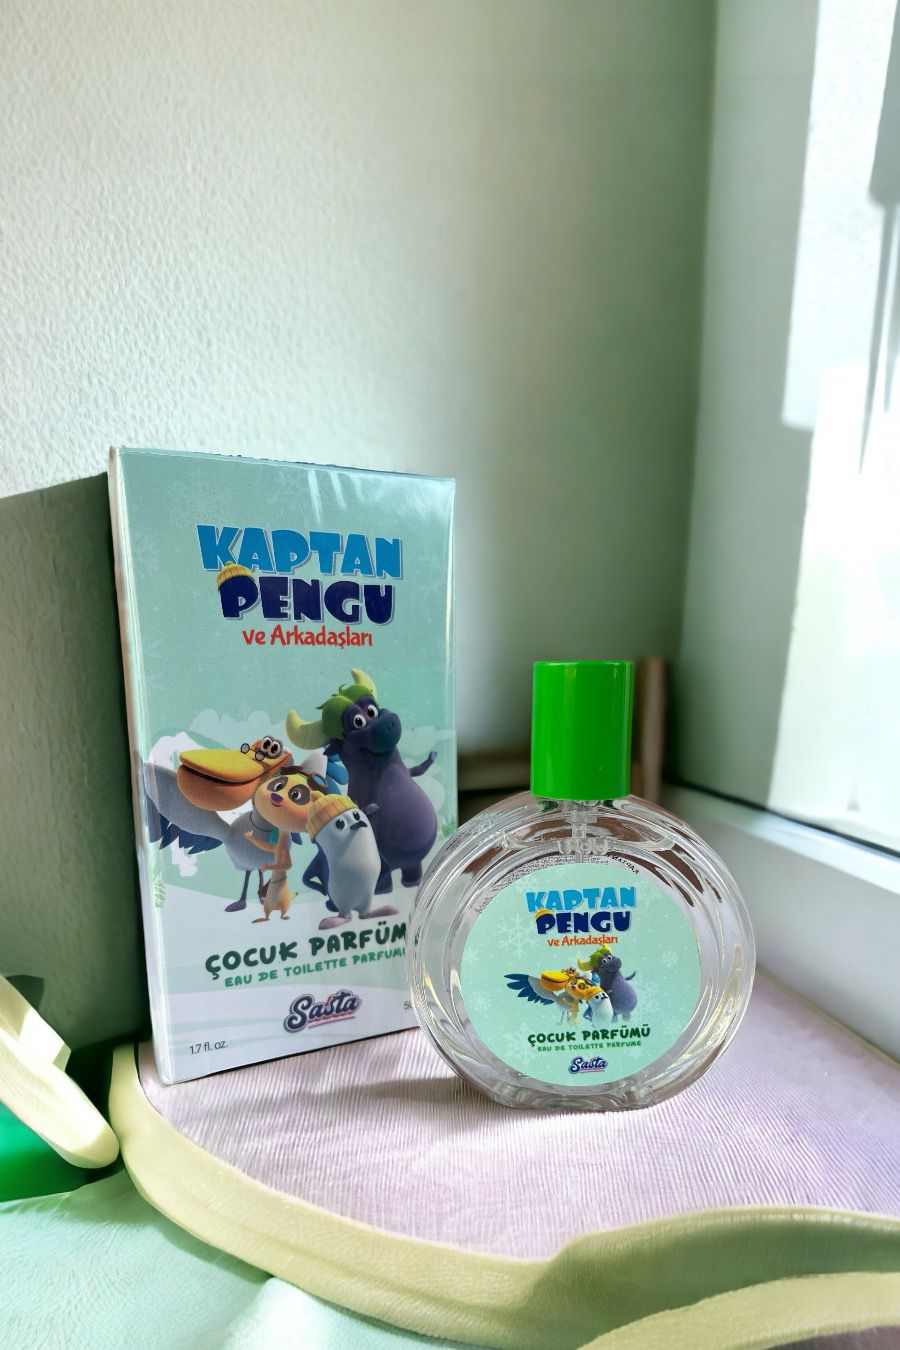 KAPTAN
PENGU
ve Arkadaşları
ÇOCUK PARFÜM
EAU DE TOILETTE PARFUM
Sasta
1.7 fl. oz.
KAPTAN
PENGU
ve Arkadaşları
ÇOCUK PARFÜMÜ
EAU DE TOILETTE PARFUME
Sasta